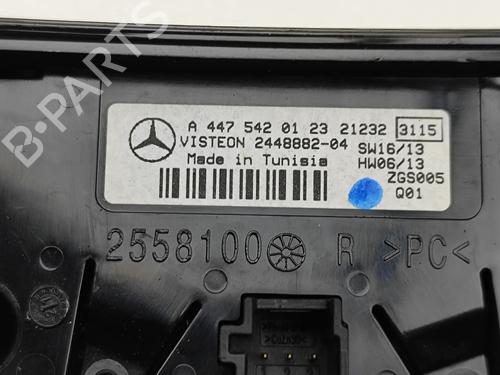 A 447 542 01 23 21232 3115
VISTEON 2448882-04 SW16/13
Made in Tunisia HW06/13
ZGS005
Q01
2558100 R >PC<
B-PARTS